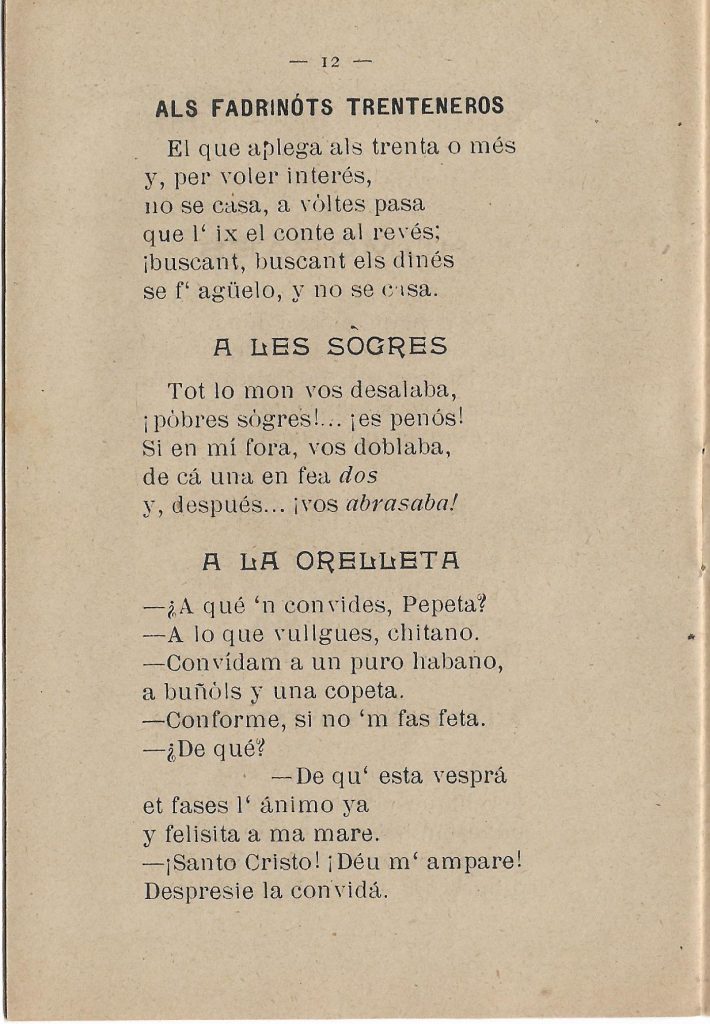 — 12 —
ALS FADRINÓTS TRENTENEROS
El que aplega als trenta o més
y, per voler interés,
no se casa, a vòltes pasa
que l‘ ix el conte al revés;
¡buscant, buscant els dinés
se f‘ agüelo, y no se casa.
A LES SÒGRES
Tot lo mon vos desalaba,
¡pòbres sògres!... ¡es penós!
Si en mí fora, vos doblaba,
de cá una en fea dos
y, después... ¡vos abrasaba!
A LA ORELLETA
—¿A qué ‘n convides, Pepeta?
—A lo que vullgues, chitano.
—Convídam a un puro habano,
a buñòls y una copeta.
—Conforme, si no ‘m fas feta.
—¿De qué?
—De qu‘ esta vesprá
et fases l‘ ánimo ya
y felisita a ma mare.
—¡Santo Cristo! ¡Déu m‘ ampare!
Despresie la convidá.